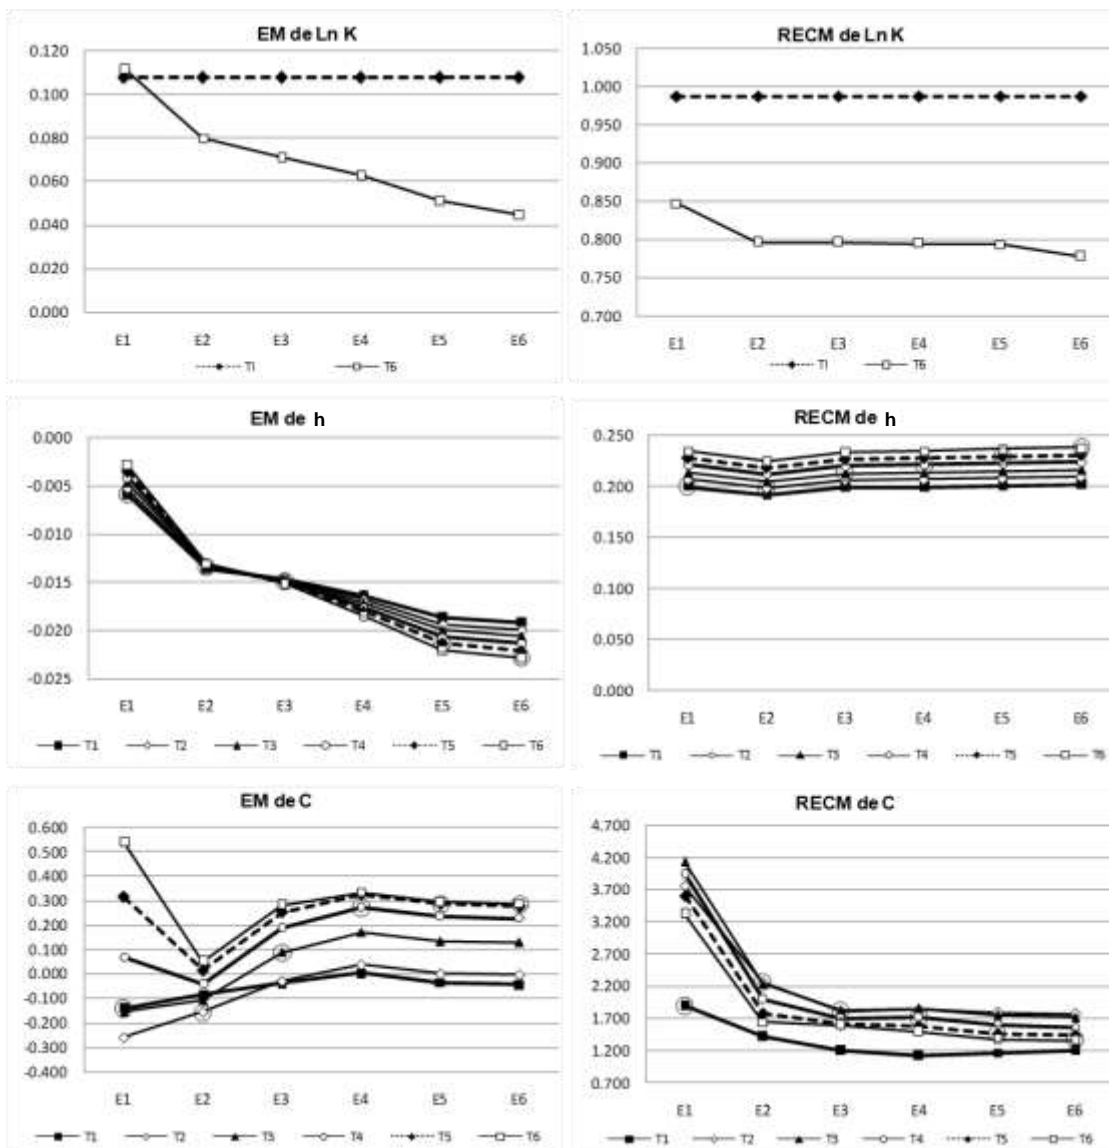 EM de Ln K
0.120
0.100
0.080
0.060
0.040
0.020
0.000
E1 E2 E3 E4 E5 E6
TI T6
RECM de Ln K
1.050
1.000
0.950
0.900
0.850
0.800
0.750
0.700
E1 E2 E3 E4 E5 E6
TI T6
EM de h
0.000
-0.005
-0.010
-0.015
-0.020
-0.025
E1 E2 E3 E4 E5 E6
T1 T2 T3 T4 T5 T6
RECM de h
0.250
0.200
0.150
0.100
0.050
0.000
E1 E2 E3 E4 E5 E6
T1 T2 T3 T4 T5 T6
EM de C
0.600
0.500
0.400
0.300
0.200
0.100
0.000
-0.100
-0.200
-0.300
-0.400
E1 E2 E3 E4 E5 E6
T1 T2 T3 T4 T5 T6
RECM de C
4.700
4.200
3.700
3.200
2.700
2.200
1.700
1.200
0.700
E1 E2 E3 E4 E5 E6
T1 T2 T3 T4 T5 T6